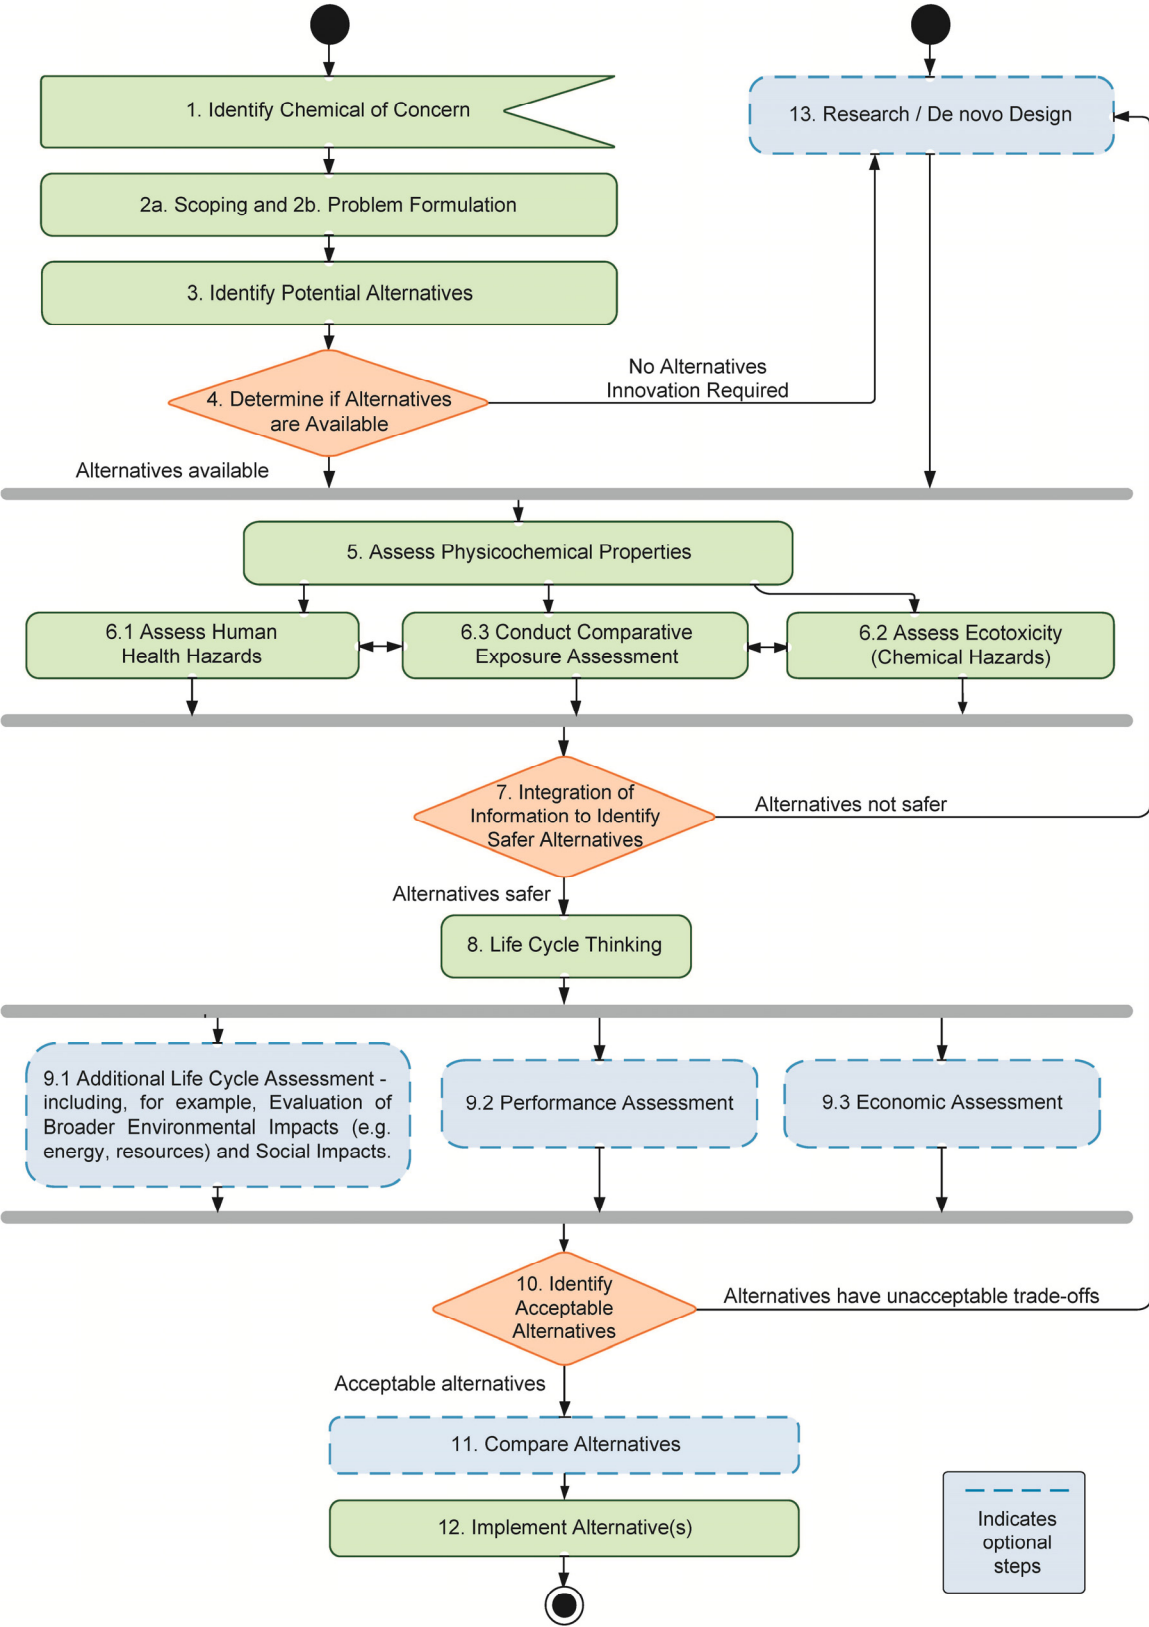 1. Identify Chemical of Concern
13. Research / De novo Design
2a. Scoping and 2b. Problem Formulation
3. Identify Potential Alternatives
No Alternatives
Innovation Required
4. Determine if Alternatives
are Available
Alternatives available
5. Assess Physicochemical Properties
6.1 Assess Human
Health Hazards
6.3 Conduct Comparative
Exposure Assessment
6.2 Assess Ecotoxicity
(Chemical Hazards)
7. Integration of
Information to Identify
Safer Alternatives
Alternatives not safer
Alternatives safer
8. Life Cycle Thinking
9.1 Additional Life Cycle Assessment -
including, for example, Evaluation of
Broader Environmental Impacts (e.g.
energy, resources) and Social Impacts.
9.2 Performance Assessment
9.3 Economic Assessment
10. Identify
Acceptable
Alternatives
Alternatives have unacceptable trade-offs
Acceptable alternatives
11. Compare Alternatives
12. Implement Alternative(s)
Indicates
optional
steps